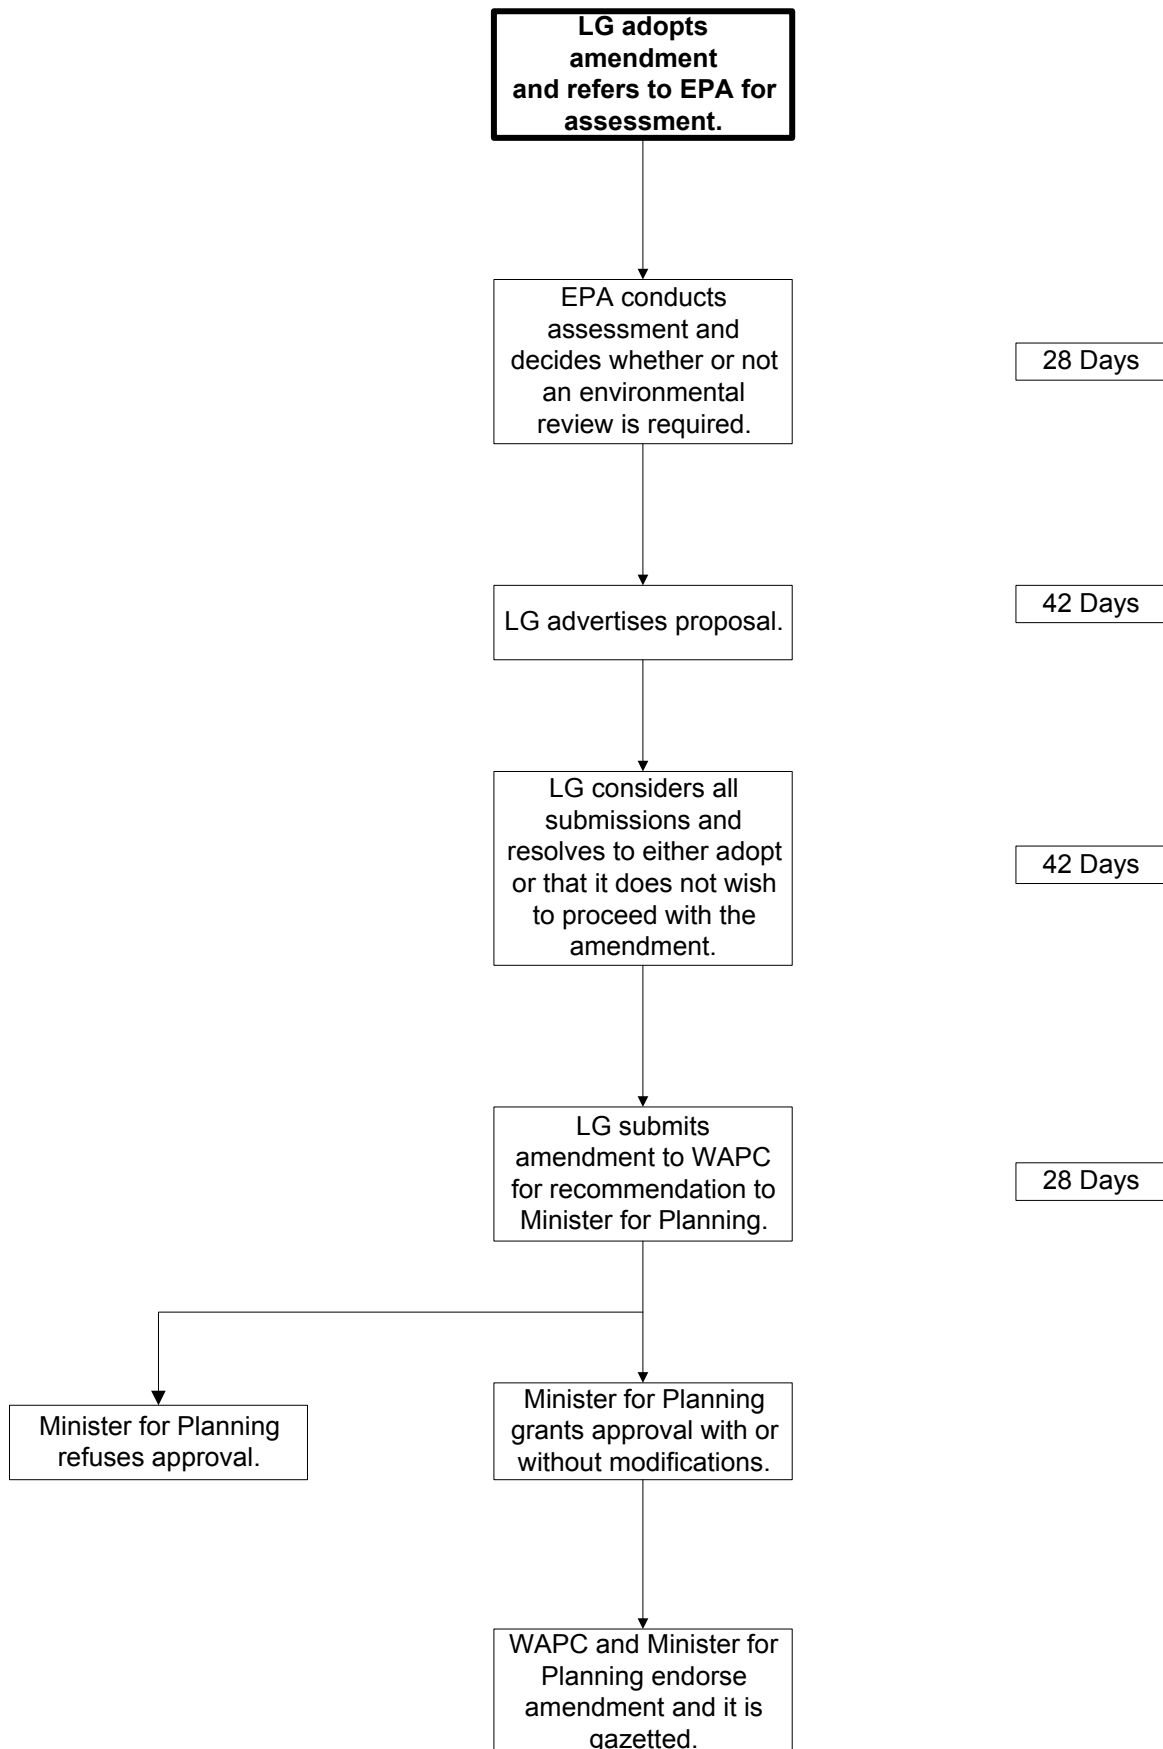 LG adopts
amendment
and refers to EPA for
assessment.
EPA conducts
assessment and
decides whether or not
an environmental
review is required.
28 Days
LG advertises proposal.
42 Days
LG considers all
submissions and
resolves to either adopt
or that it does not wish
to proceed with the
amendment.
42 Days
LG submits
amendment to WAPC
for recommendation to
Minister for Planning.
28 Days
Minister for Planning
refuses approval.
Minister for Planning
grants approval with or
without modifications.
WAPC and Minister for
Planning endorse
amendment and it is
gazetted.